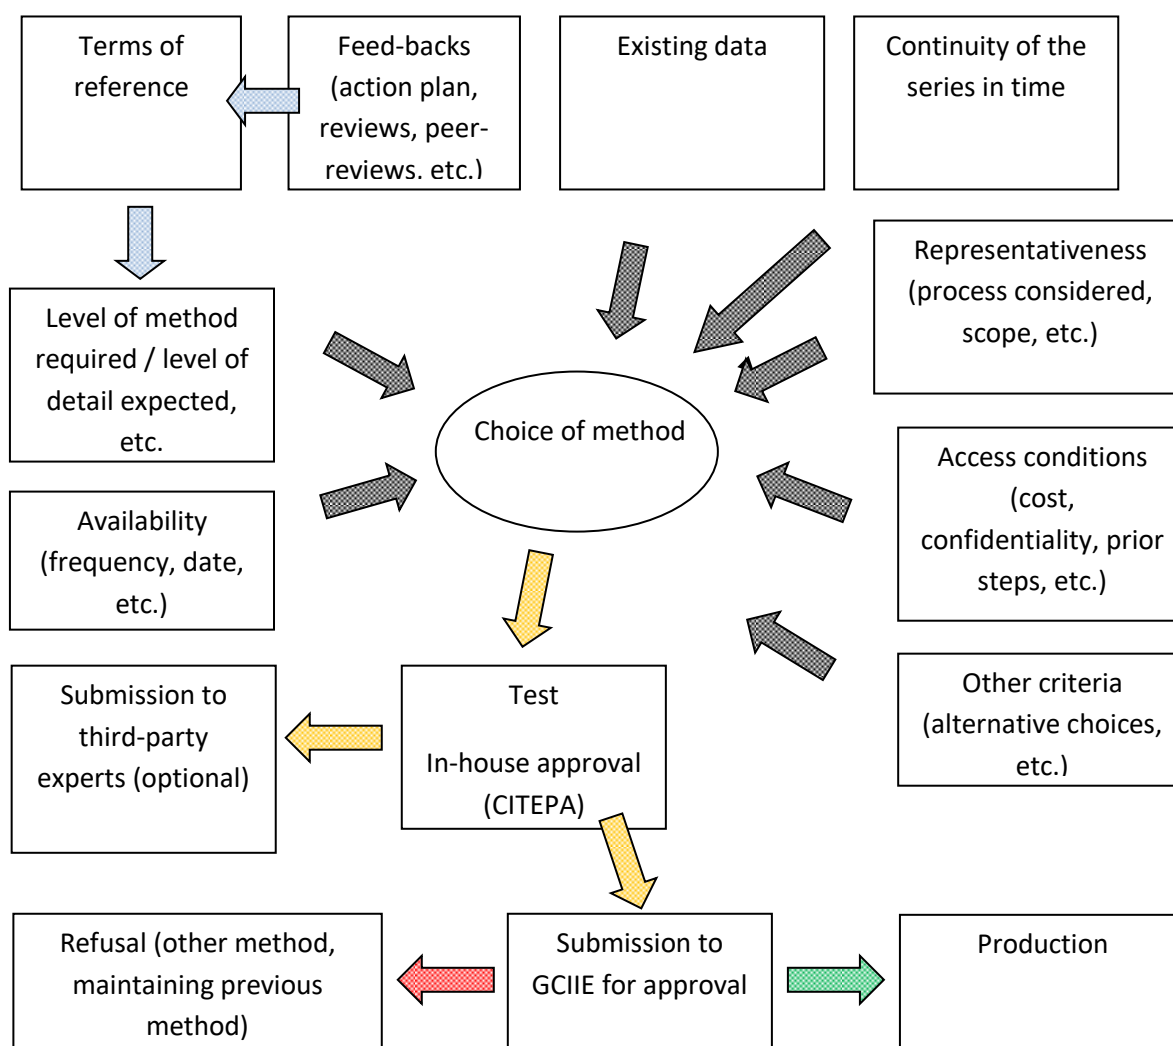 Terms of
reference
Feed-backs
(action plan,
reviews, peer-
reviews. etc.)
Existing data
Continuity of the
series in time
Representativeness
(process considered,
scope, etc.)
Level of method
required / level of
detail expected,
etc.
Choice of method
Access conditions
(cost,
confidentiality, prior
steps, etc.)
Availability
(frequency, date,
etc.)
Other criteria
(alternative choices,
etc.)
Submission to
third-party
experts (optional)
Test
In-house approval
(CITEPA)
Refusal (other method,
maintaining previous
method)
Submission to
GCIIE for approval
Production